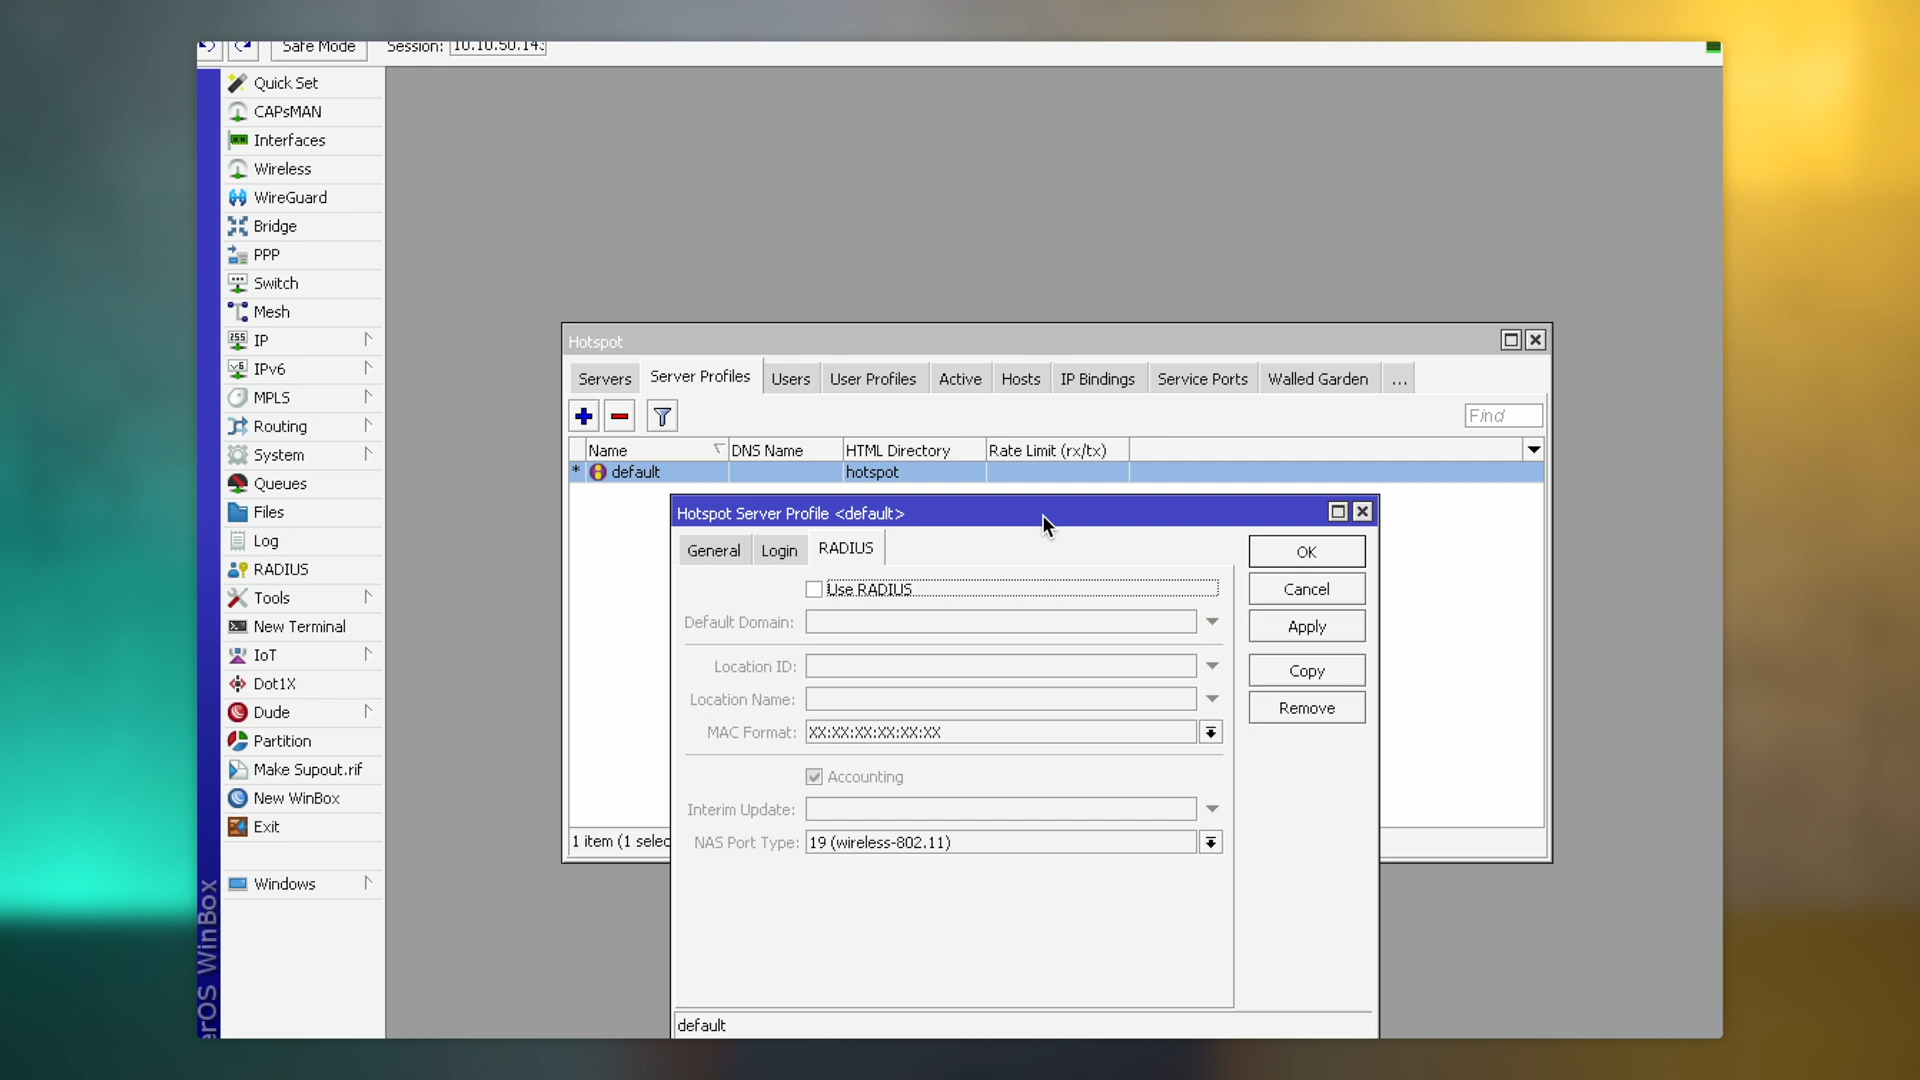 Safe Mode Session: 10.10.50.143
Quick Set
CAPsMAN
Interfaces
Wireless
WireGuard
Bridge
PPP
Switch
Mesh
IP
IPv6
MPLS
Routing
System
Queues
Files
Log
RADIUS
Tools
New Terminal
IoT
Dot1X
Dude
Partition
Make Supout.rif
New WinBox
Exit
Windows
erOS WinBox
Hotspot
Servers Server Profiles Users User Profiles Active Hosts IP Bindings Service Ports Walled Garden ...
Find
Name DNS Name HTML Directory Rate Limit (rx/tx)
* default hotspot
1 item (1 selec
Hotspot Server Profile <default>
General Login RADIUS
Use RADIUS
Default Domain:
Location ID:
Location Name:
MAC Format: XX:XX:XX:XX:XX:XX
Accounting
Interim Update:
NAS Port Type: 19 (wireless-802.11)
OK
Cancel
Apply
Copy
Remove
default